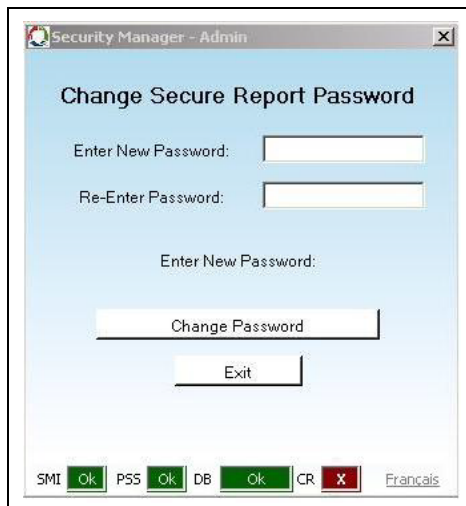 Security Manager - Admin
Change Secure Report Password
Enter New Password:
Re-Enter Password:
Enter New Password:
Change Password
Exit
SMI Ok PSS Ok DB Ok CR X Français